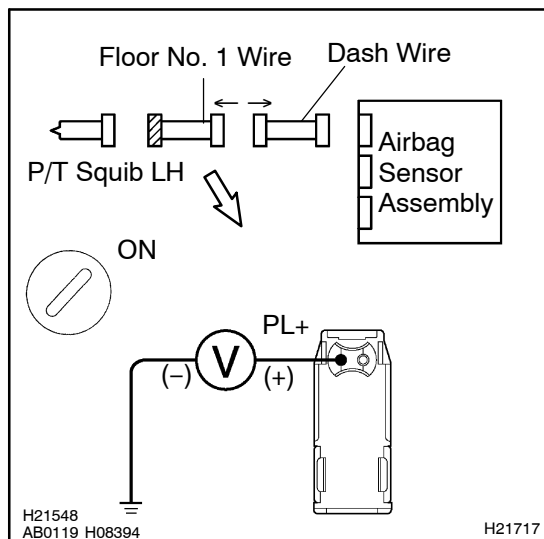 Floor No. 1 Wire
Dash Wire
P/T Squib LH
Airbag
Sensor
Assembly
ON
PL+
(−)
V
(+)
H21548
AB0119 H08394
H21717